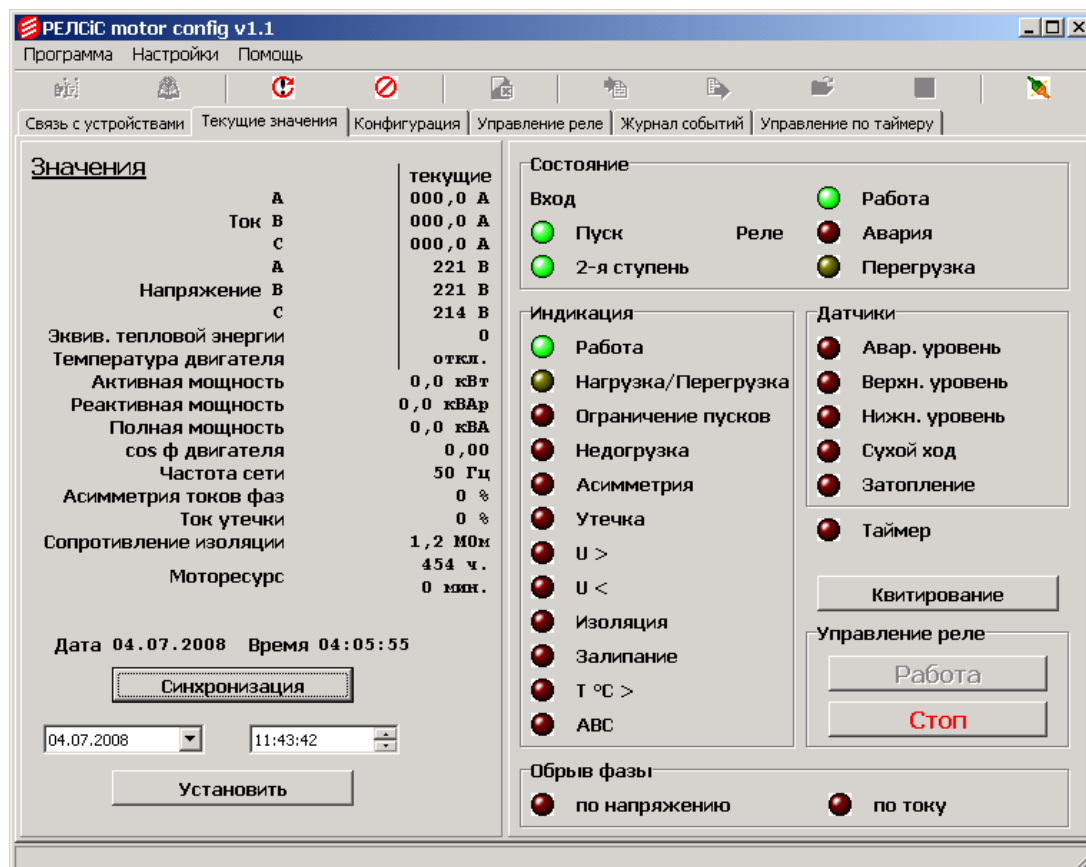 РЕЛСiС motor config v1.1
Программа Настройки Помощь
Связь с устройствами Текущие значения Конфигурация Управление реле Журнал событий Управление по таймеру
Значения
текущие
A 000,0 А
Ток B 000,0 А
C 000,0 А
A 221 В
Напряжение B 221 В
C 214 В
Эквив. тепловой энергии 0
Температура двигателя откл.
Активная мощность 0,0 кВт
Реактивная мощность 0,0 кВАр
Полная мощность 0,0 кВА
cos ф двигателя 0,00
Частота сети 50 Гц
Асимметрия токов фаз 0 %
Ток утечки 0 %
Сопротивление изоляции 1,2 МОм
Моторесурс 454 ч.
0 мин.
Дата 04.07.2008 Время 04:05:55
Синхронизация
04.07.2008 11:43:42
Установить
Состояние
Вход Работа
Пуск Реле Авария
2-я ступень Перегрузка
Индикация
Работа
Нагрузка/Перегрузка
Ограничение пусков
Недогрузка
Асимметрия
Утечка
U >
U <
Изоляция
Залипание
T ºC >
АВС
Датчики
Авар. уровень
Верхн. уровень
Нижн. уровень
Сухой ход
Затопление
Таймер
Квитирование
Управление реле
Работа
Стоп
Обрыв фазы
по напряжению по току